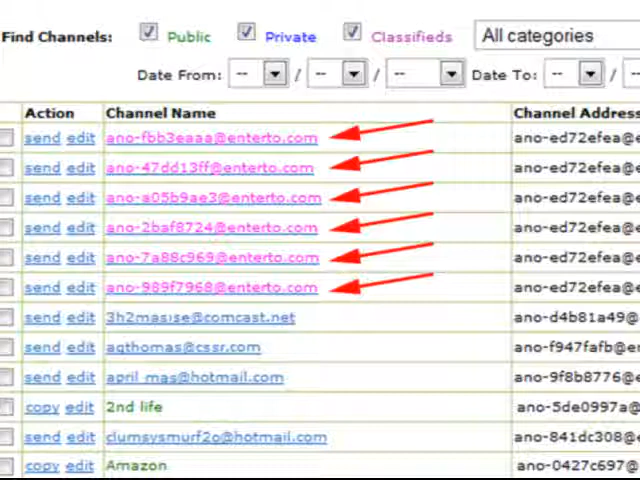 Find Channels: Public Private Classifieds All categories
Date From: -- / -- / -- Date To: -- / --
Action Channel Name Channel Address
send edit ano-fbb3eaaa@enterto.com ano-ed72efea@e
send edit ano-47dd13ff@enterto.com ano-ed72efea@e
send edit ano-a05b9ae3@enterto.com ano-ed72efea@e
send edit ano-2baf8724@enterto.com ano-ed72efea@e
send edit ano-7a88c969@enterto.com ano-ed72efea@e
send edit ano-989f7968@enterto.com ano-ed72efea@e
send edit 3h2masise@comcast.net ano-d4b81a49@
send edit agthomas@cssr.com ano-f947fafb@en
send edit april_mas@hotmail.com ano-9f8b8776@e
copy edit 2nd life ano-5de0997a@
send edit clumsysmurf2o@hotmail.com ano-841dc308@e
copy edit Amazon ano-0427c697@